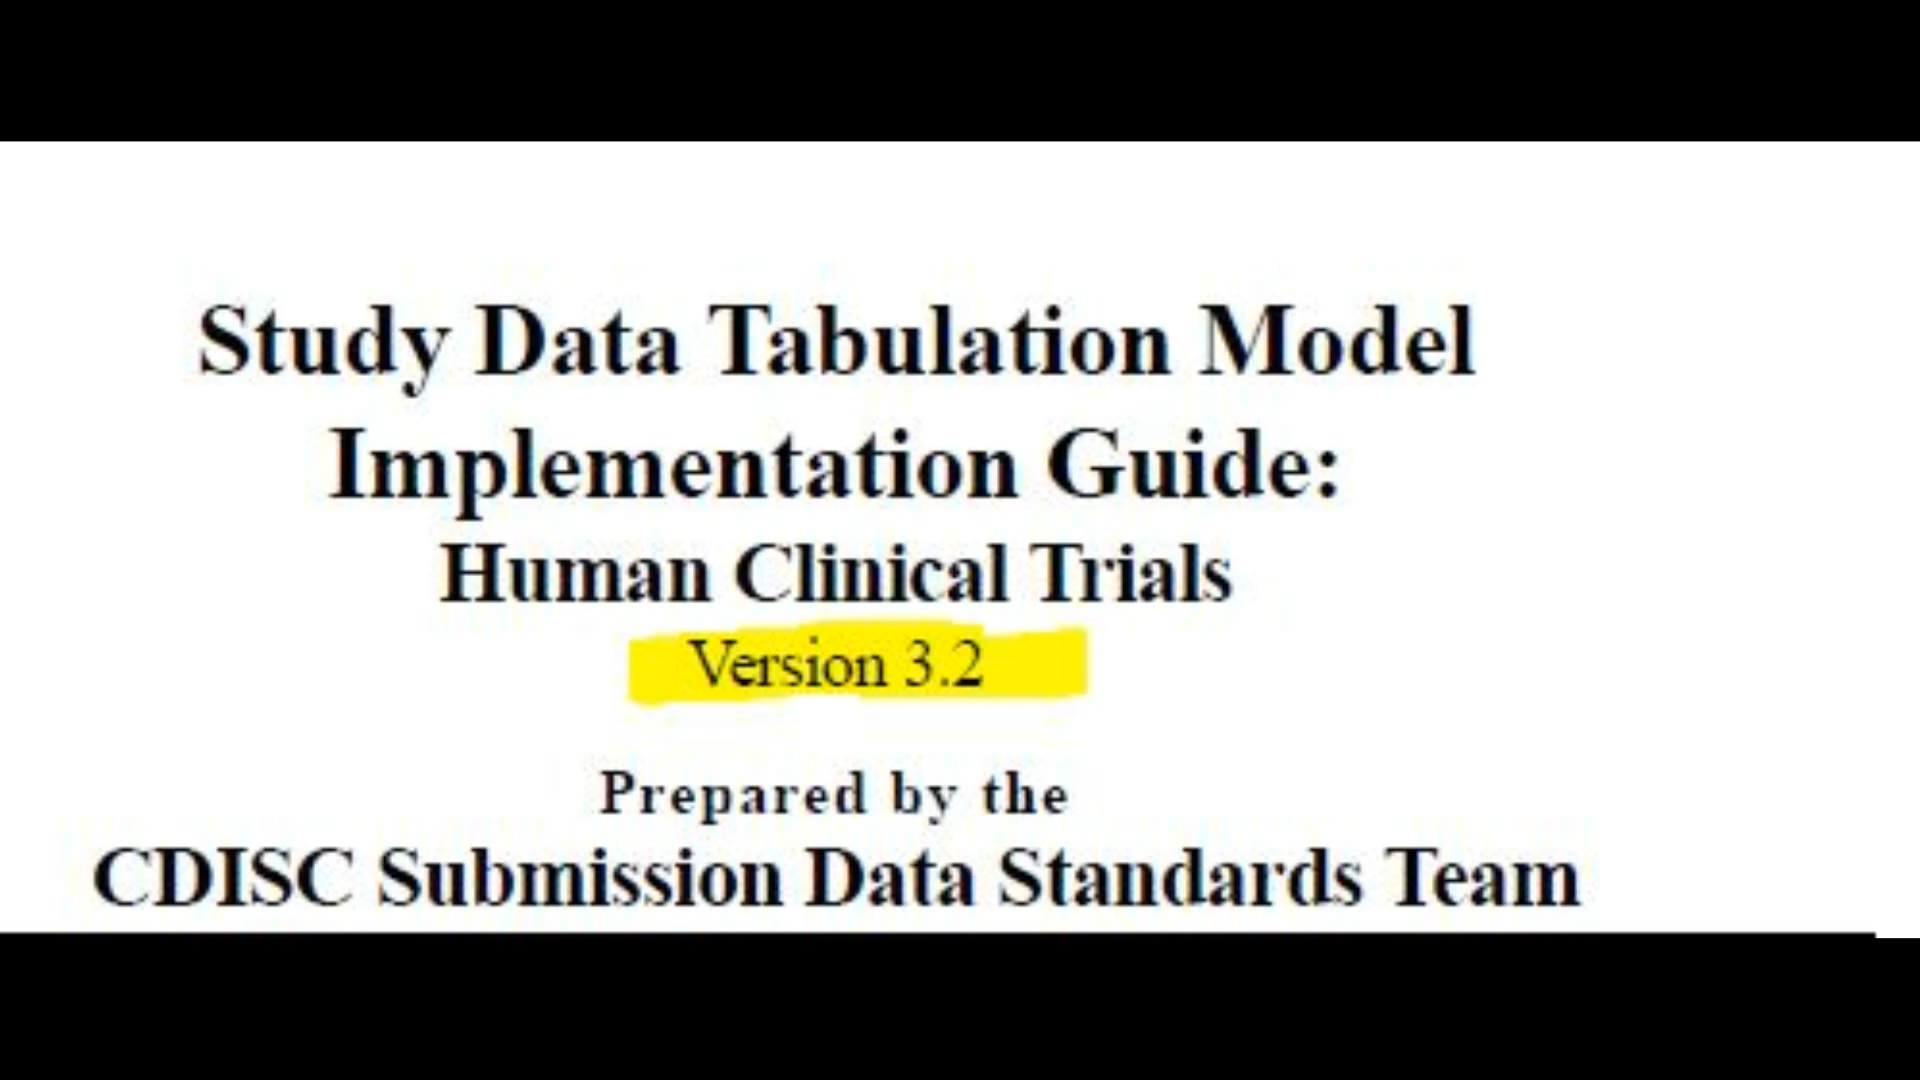 Study Data Tabulation Model
Implementation Guide:
Human Clinical Trials
Version 3.2
Prepared by the
CDISC Submission Data Standards Team